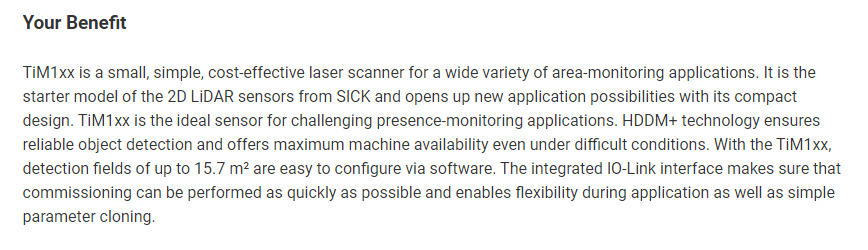 Your Benefit
TiM1xx is a small, simple, cost-effective laser scanner for a wide variety of area-monitoring applications. It is the
starter model of the 2D LiDAR sensors from SICK and opens up new application possibilities with its compact
design. TiM1xx is the ideal sensor for challenging presence-monitoring applications. HDDM+ technology ensures
reliable object detection and offers maximum machine availability even under difficult conditions. With the TiM1xx,
detection fields of up to 15.7 m² are easy to configure via software. The integrated IO-Link interface makes sure that
commissioning can be performed as quickly as possible and enables flexibility during application as well as simple
parameter cloning.